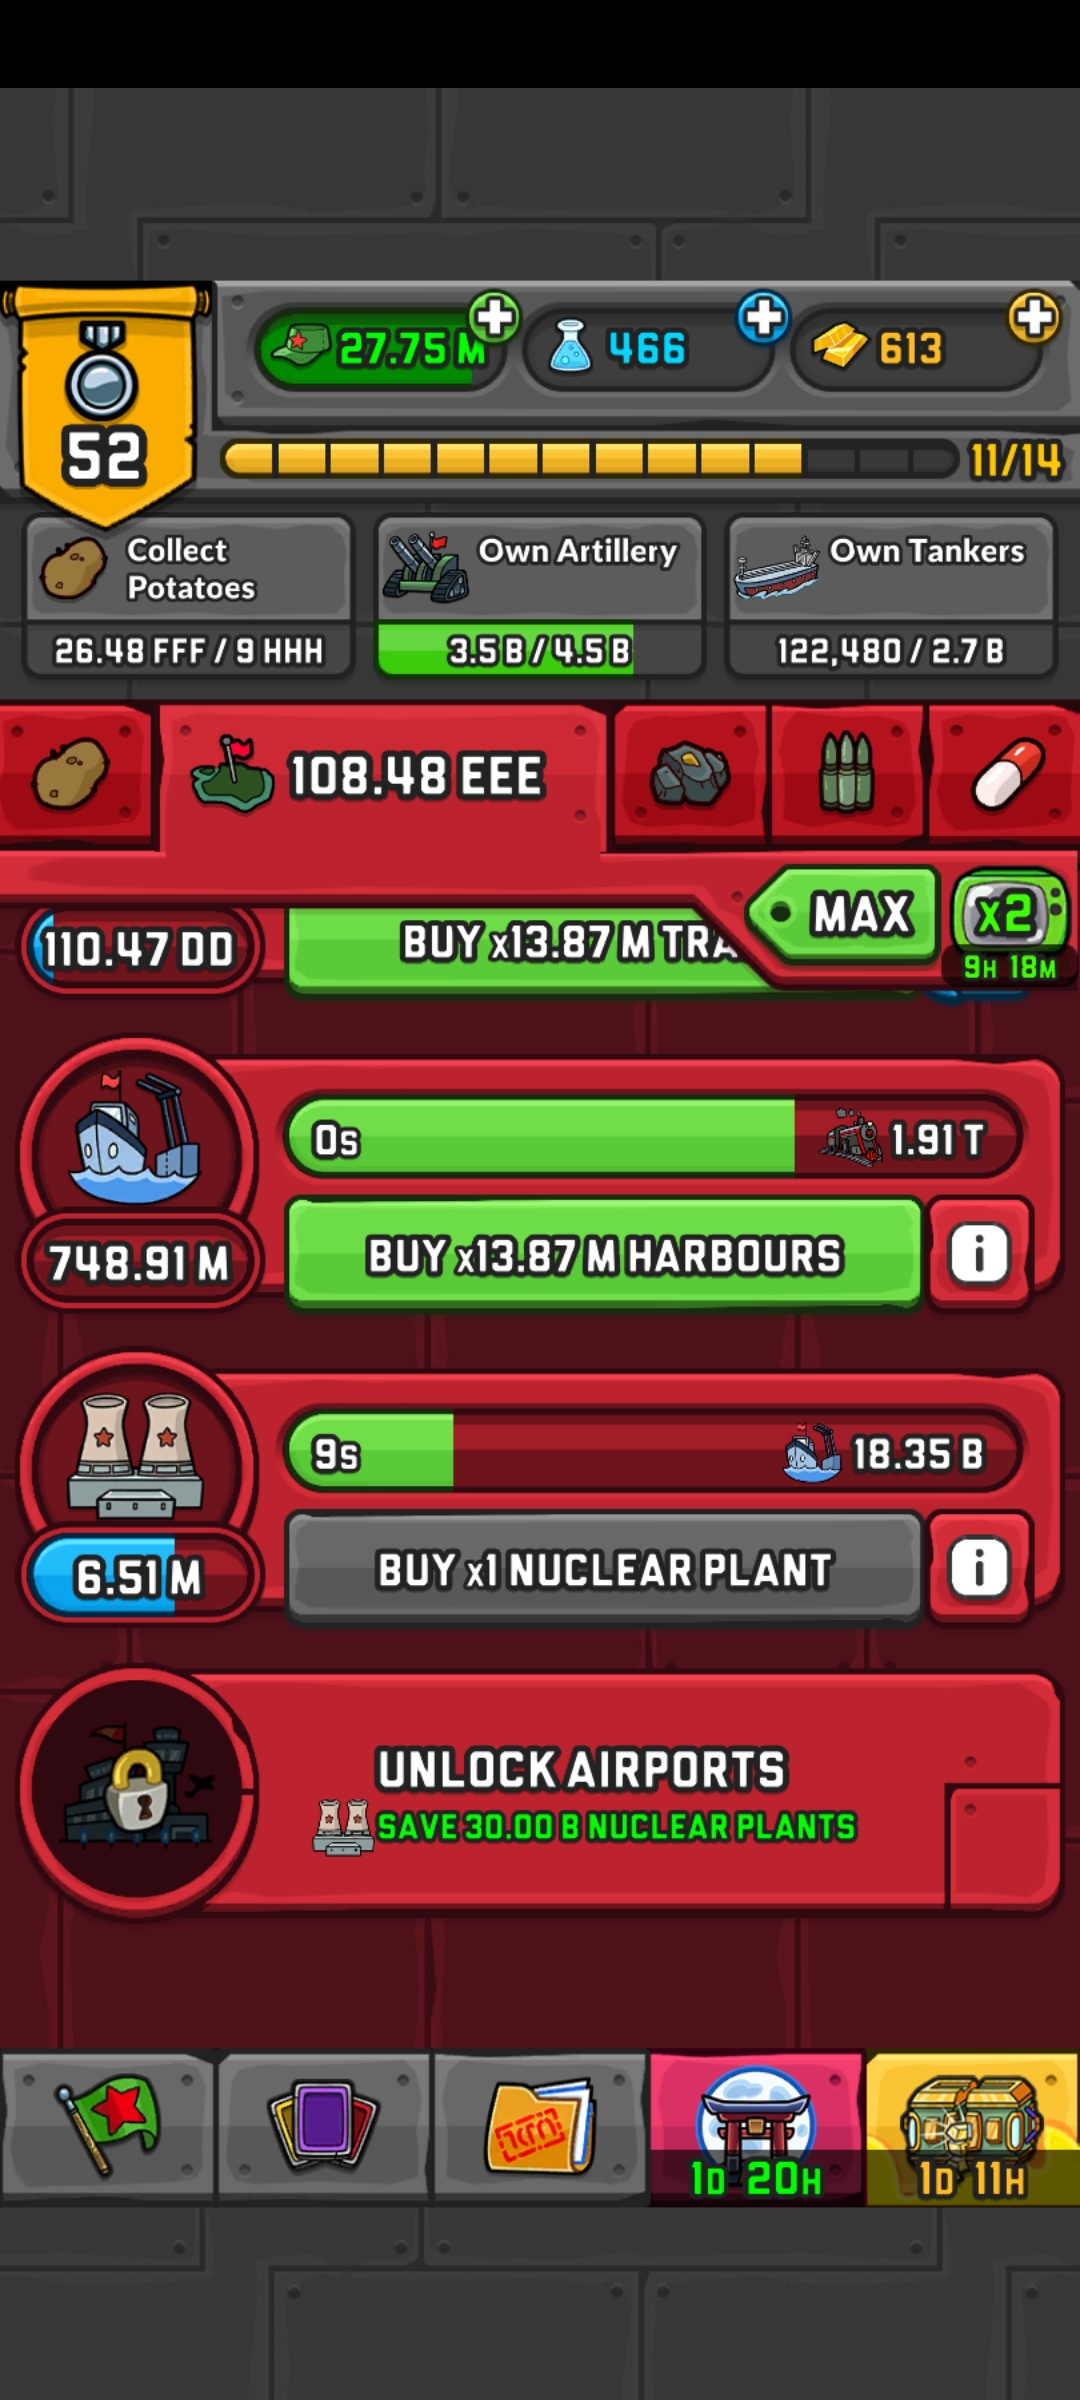 27.75 M
466
613
52
11/14
Collect
Potatoes
Own Artillery
Own Tankers
26.48 FFF / 9 HHH
3.5 B / 4.5 B
122,480 / 2.7 B
108.48 EEE
MAX
x2
9H 18M
110.47 DD
BUY x13.87 M TRA
0s
1.91 T
748.91 M
BUY x13.87 M HARBOURS
i
9s
18.35 B
6.51 M
BUY x1 NUCLEAR PLANT
i
UNLOCK AIRPORTS
SAVE 30.00 B NUCLEAR PLANTS
1D 20H
1D 11H